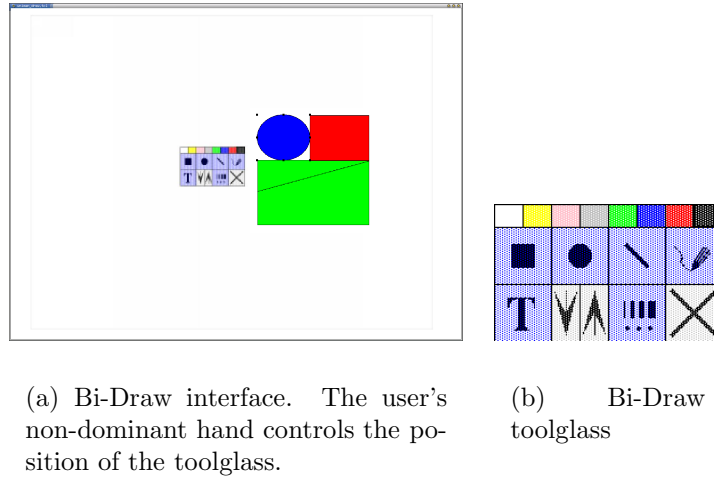 T
T
(a) Bi-Draw interface. The user's
non-dominant hand controls the po-
sition of the toolglass.
(b) Bi-Draw
toolglass